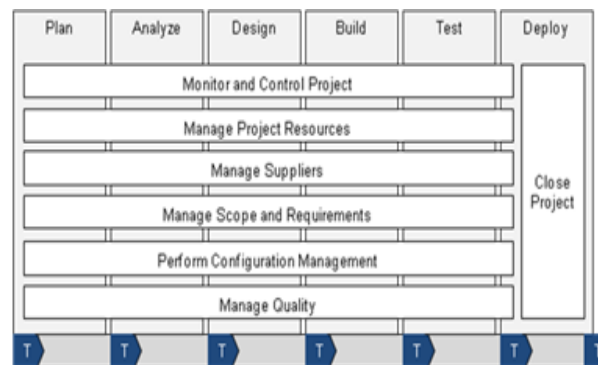 Plan Analyze Design Build Test Deploy
Monitor and Control Project
Manage Project Resources
Manage Suppliers
Manage Scope and Requirements
Perform Configuration Management
Manage Quality
Close
Project
T T T T T T T